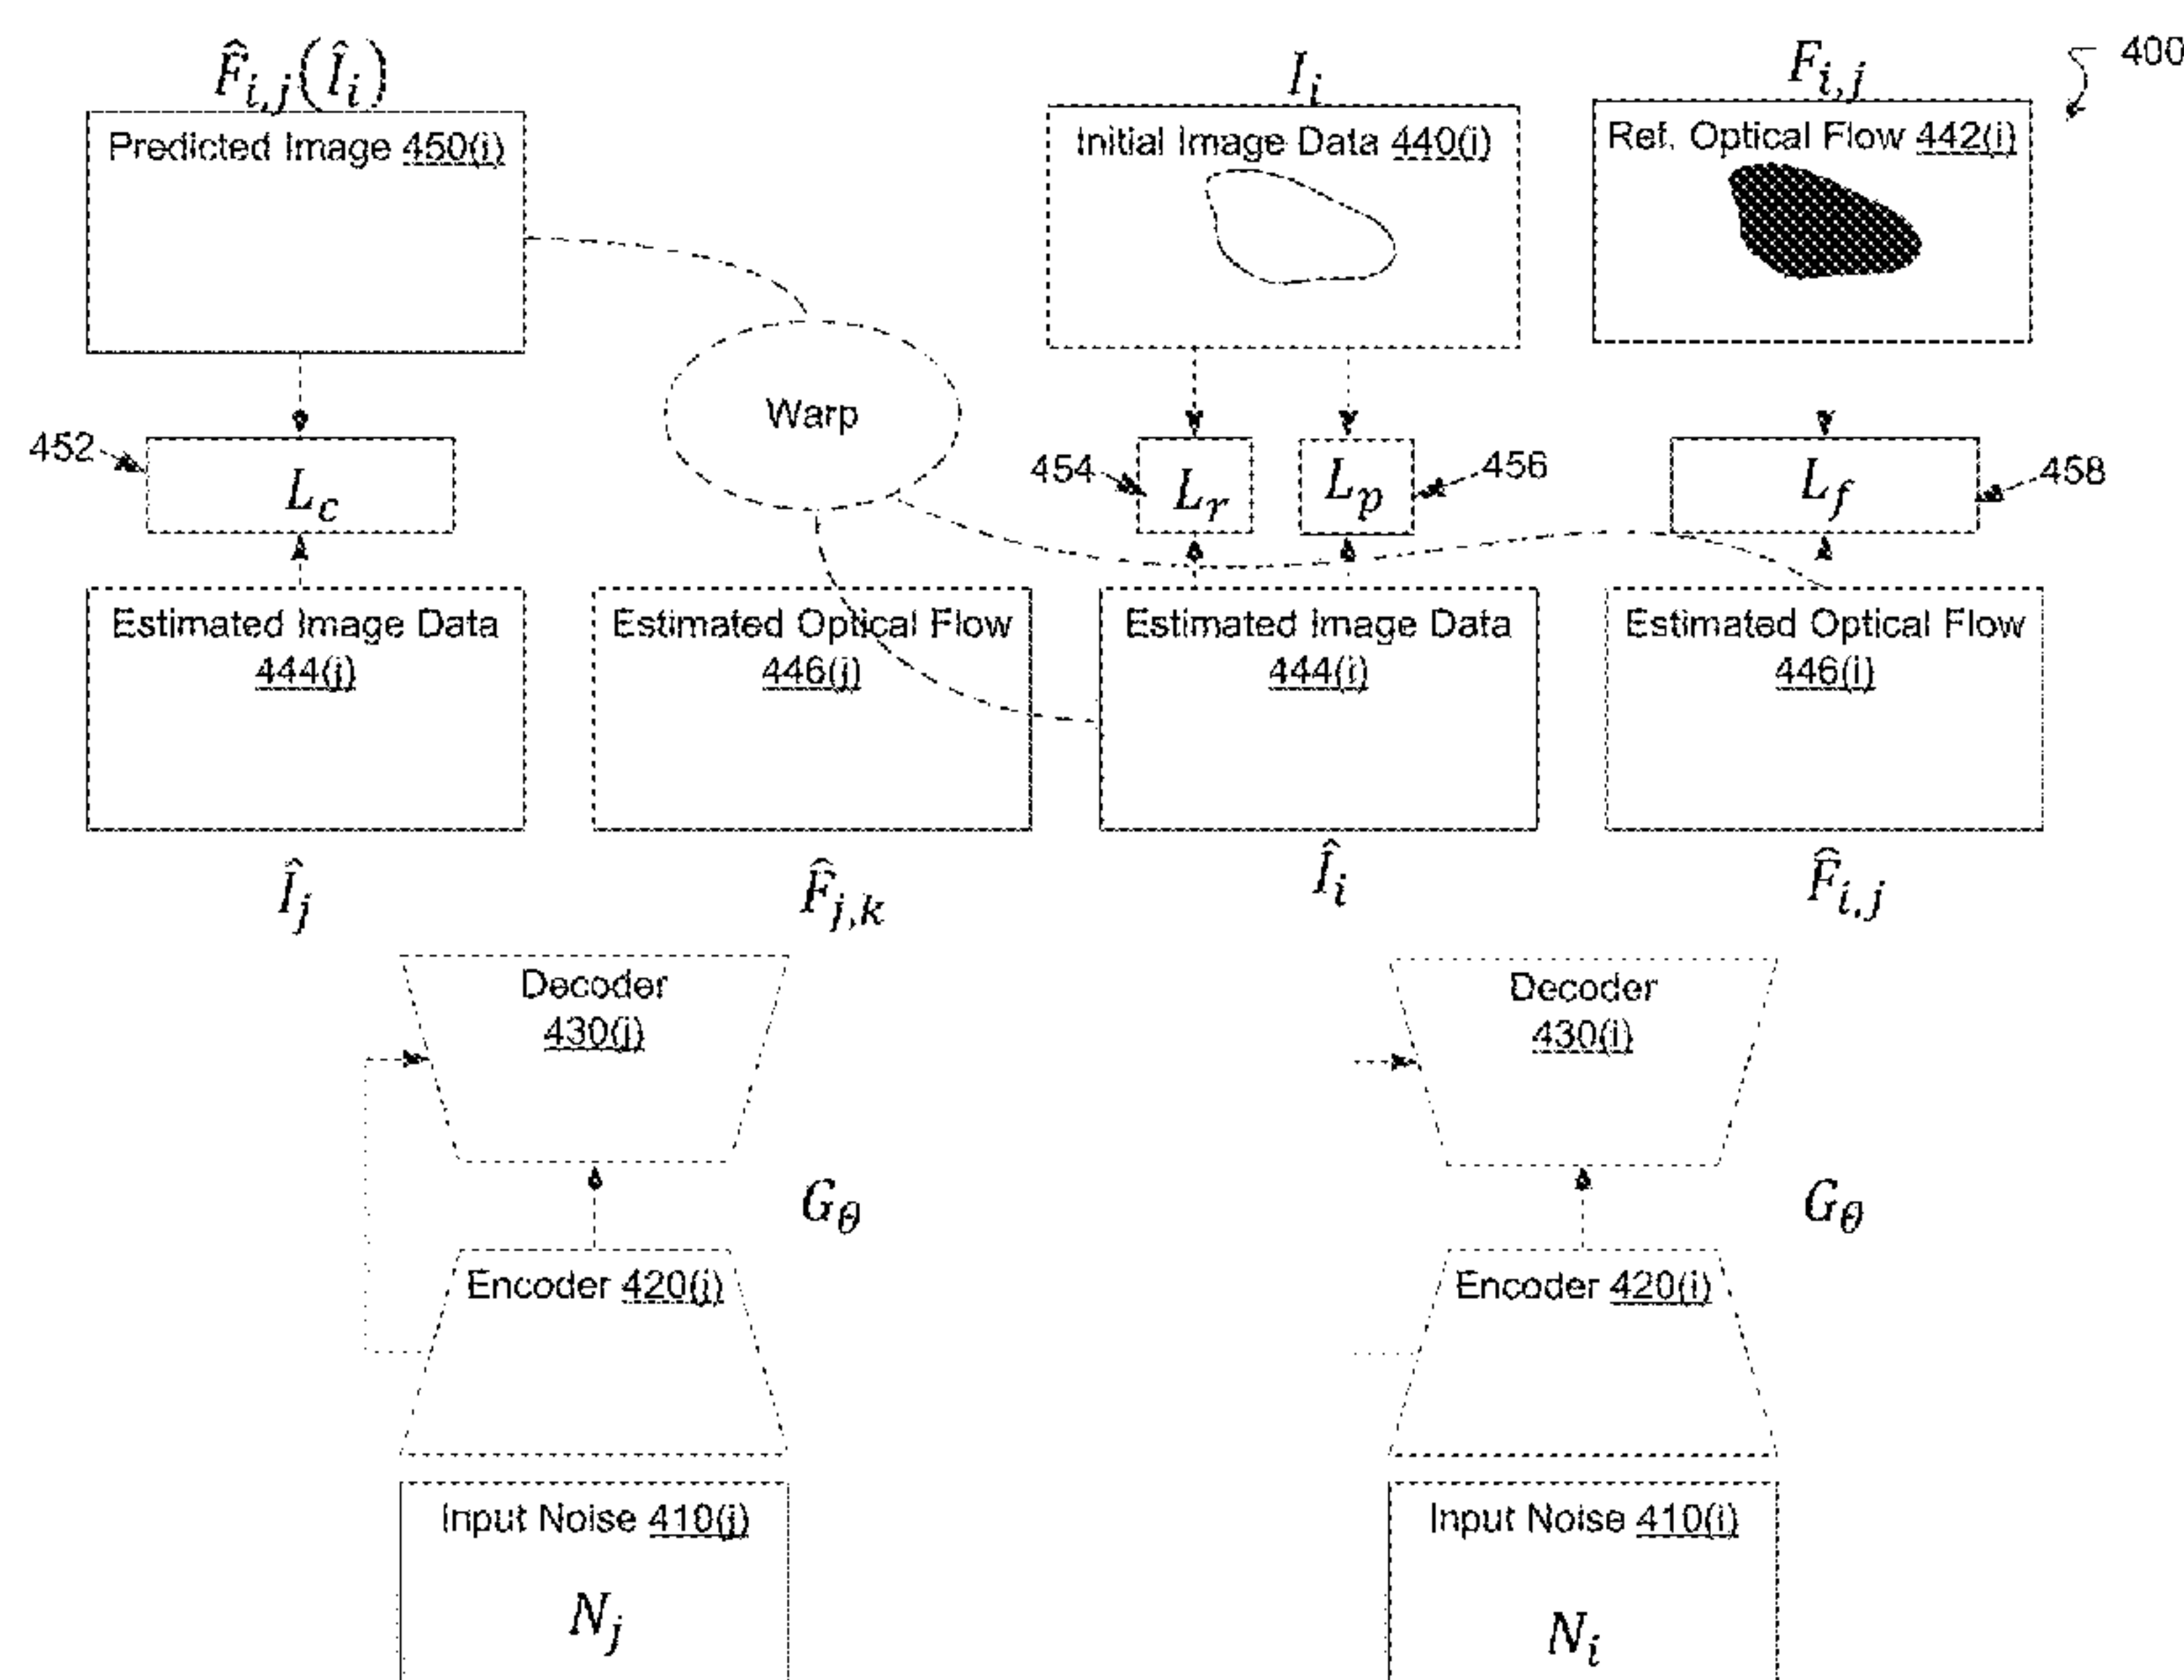 F̂i,j(Îi)
Ii
Fi,j
400
Predicted Image 450(i)
Initial Image Data 440(i)
Ref. Optical Flow 442(i)
Warp
452
Lc
454
Lr
Lp
456
Lf
458
Estimated Image Data
444(j)
Estimated Optical Flow
446(j)
Estimated Image Data
444(i)
Estimated Optical Flow
446(i)
Îj
F̂j,k
Îi
F̂i,j
Decoder
430(j)
Decoder
430(i)
Gθ
Gθ
Encoder 420(j)
Encoder 420(i)
Input Noise 410(j)
Input Noise 410(i)
Nj
Ni